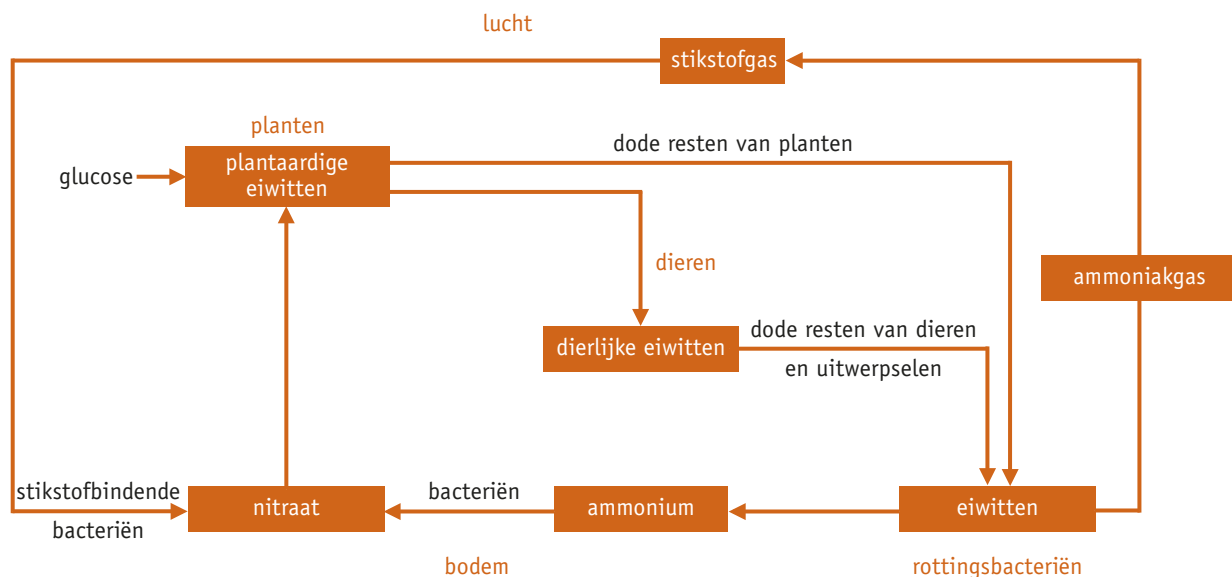 lucht
stikstofgas
planten
plantaardige
eiwitten
glucose
dode resten van planten
dieren
ammoniakgas
dierlijke eiwitten
dode resten van dieren
en uitwerpselen
stikstofbindende
bacteriën
nitraat
bacteriën
ammonium
eiwitten
bodem
rottingsbacteriën